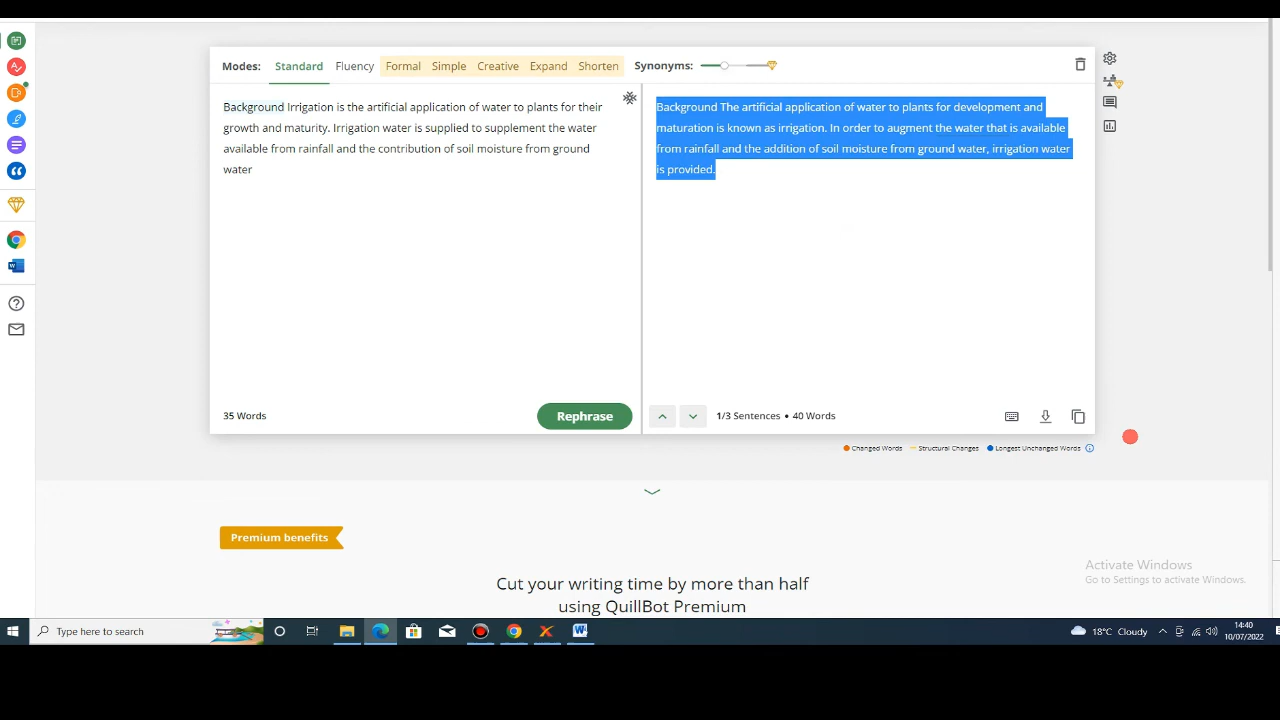 Modes: Standard Fluency Formal Simple Creative Expand Shorten Synonyms:
Background Irrigation is the artificial application of water to plants for their
growth and maturity. Irrigation water is supplied to supplement the water
available from rainfall and the contribution of soil moisture from ground
water
Background The artificial application of water to plants for development and
maturation is known as irrigation. In order to augment the water that is available
from rainfall and the addition of soil moisture from ground water, irrigation water
is provided.
35 Words
Rephrase
1/3 Sentences • 40 Words
Changed Words Structural Changes Longest Unchanged Words
Premium benefits
Cut your writing time by more than half
using QuillBot Premium
Activate Windows
Go to Settings to activate Windows.
Type here to search
18°C Cloudy
14:40
10/07/2022